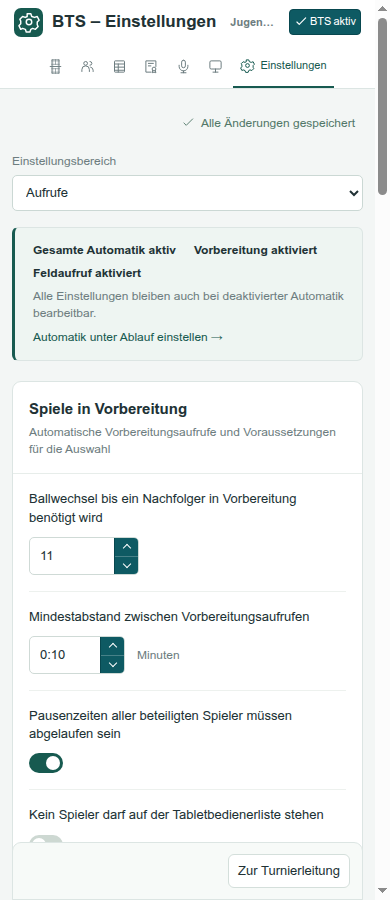 BTS – Einstellungen
Jugen...
BTS aktiv
Einstellungen
Alle Änderungen gespeichert
Einstellungsbereich
Aufrufe
Gesamte Automatik aktiv Vorbereitung aktiviert
Feldaufruf aktiviert
Alle Einstellungen bleiben auch bei deaktivierter Automatik
bearbeitbar.
Automatik unter Ablauf einstellen →
Spiele in Vorbereitung
Automatische Vorbereitungsaufrufe und Voraussetzungen
für die Auswahl
Ballwechsel bis ein Nachfolger in Vorbereitung
benötigt wird
11
Mindestabstand zwischen Vorbereitungsaufrufen
0:10 Minuten
Pausenzeiten aller beteiligten Spieler müssen
abgelaufen sein
Kein Spieler darf auf der Tabletbedienerliste stehen
Zur Turnierleitung